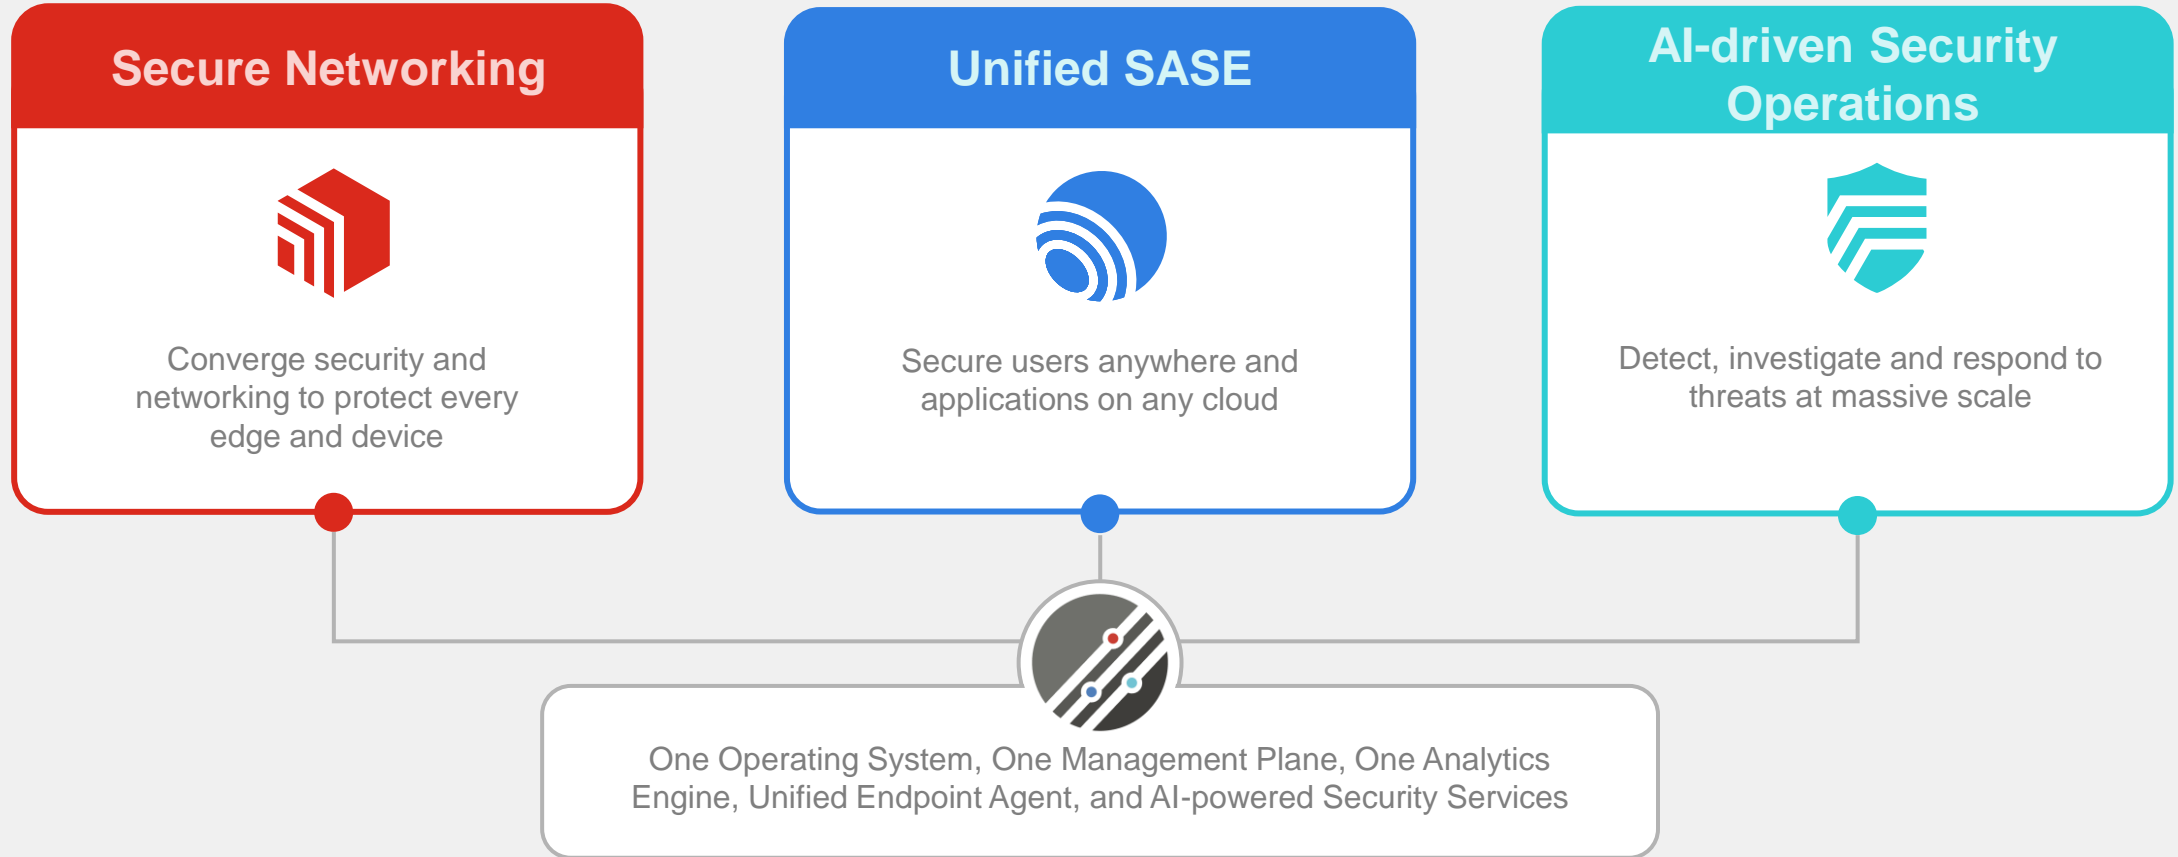 Secure Networking
Converge security and
networking to protect every
edge and device
Unified SASE
Secure users anywhere and
applications on any cloud
AI-driven Security
Operations
Detect, investigate and respond to
threats at massive scale
One Operating System, One Management Plane, One Analytics
Engine, Unified Endpoint Agent, and AI-powered Security Services